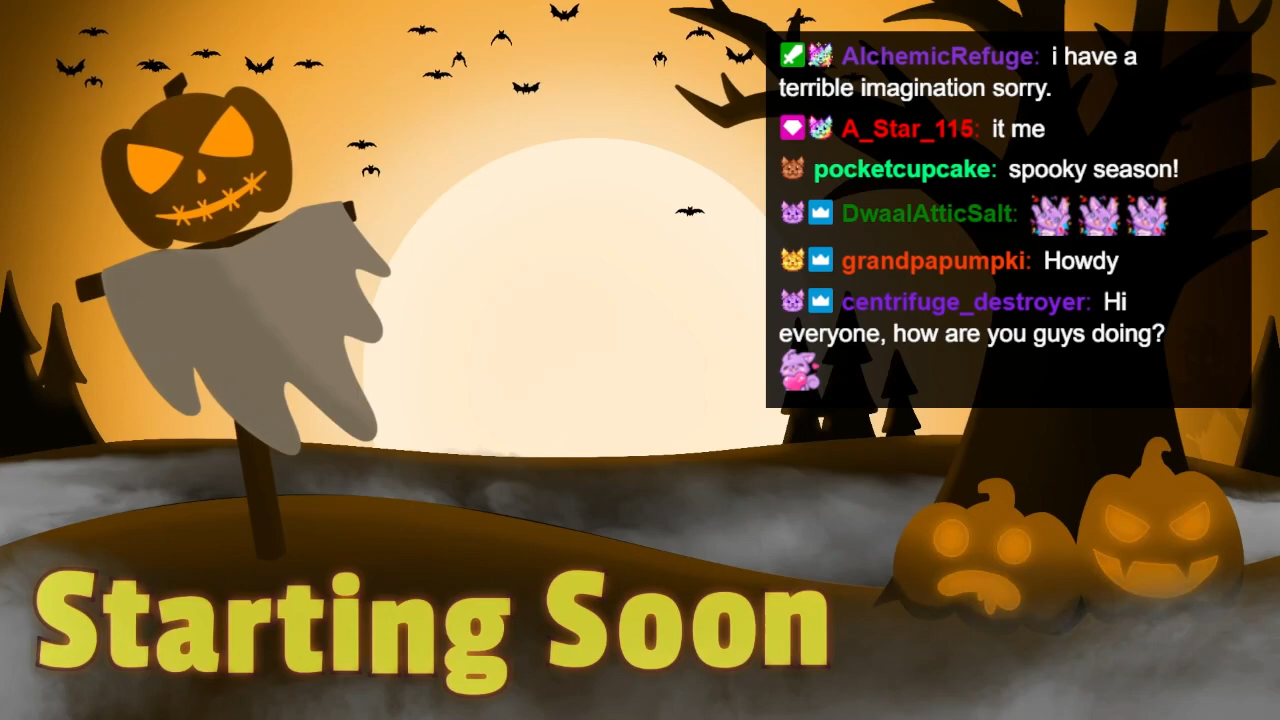 AlchemicRefuge: i have a
terrible imagination sorry.
A_Star_115: it me
pocketcupcake: spooky season!
DwaalAtticSalt:
grandpapumpki: Howdy
centrifuge_destroyer: Hi
everyone, how are you guys doing?
Starting Soon